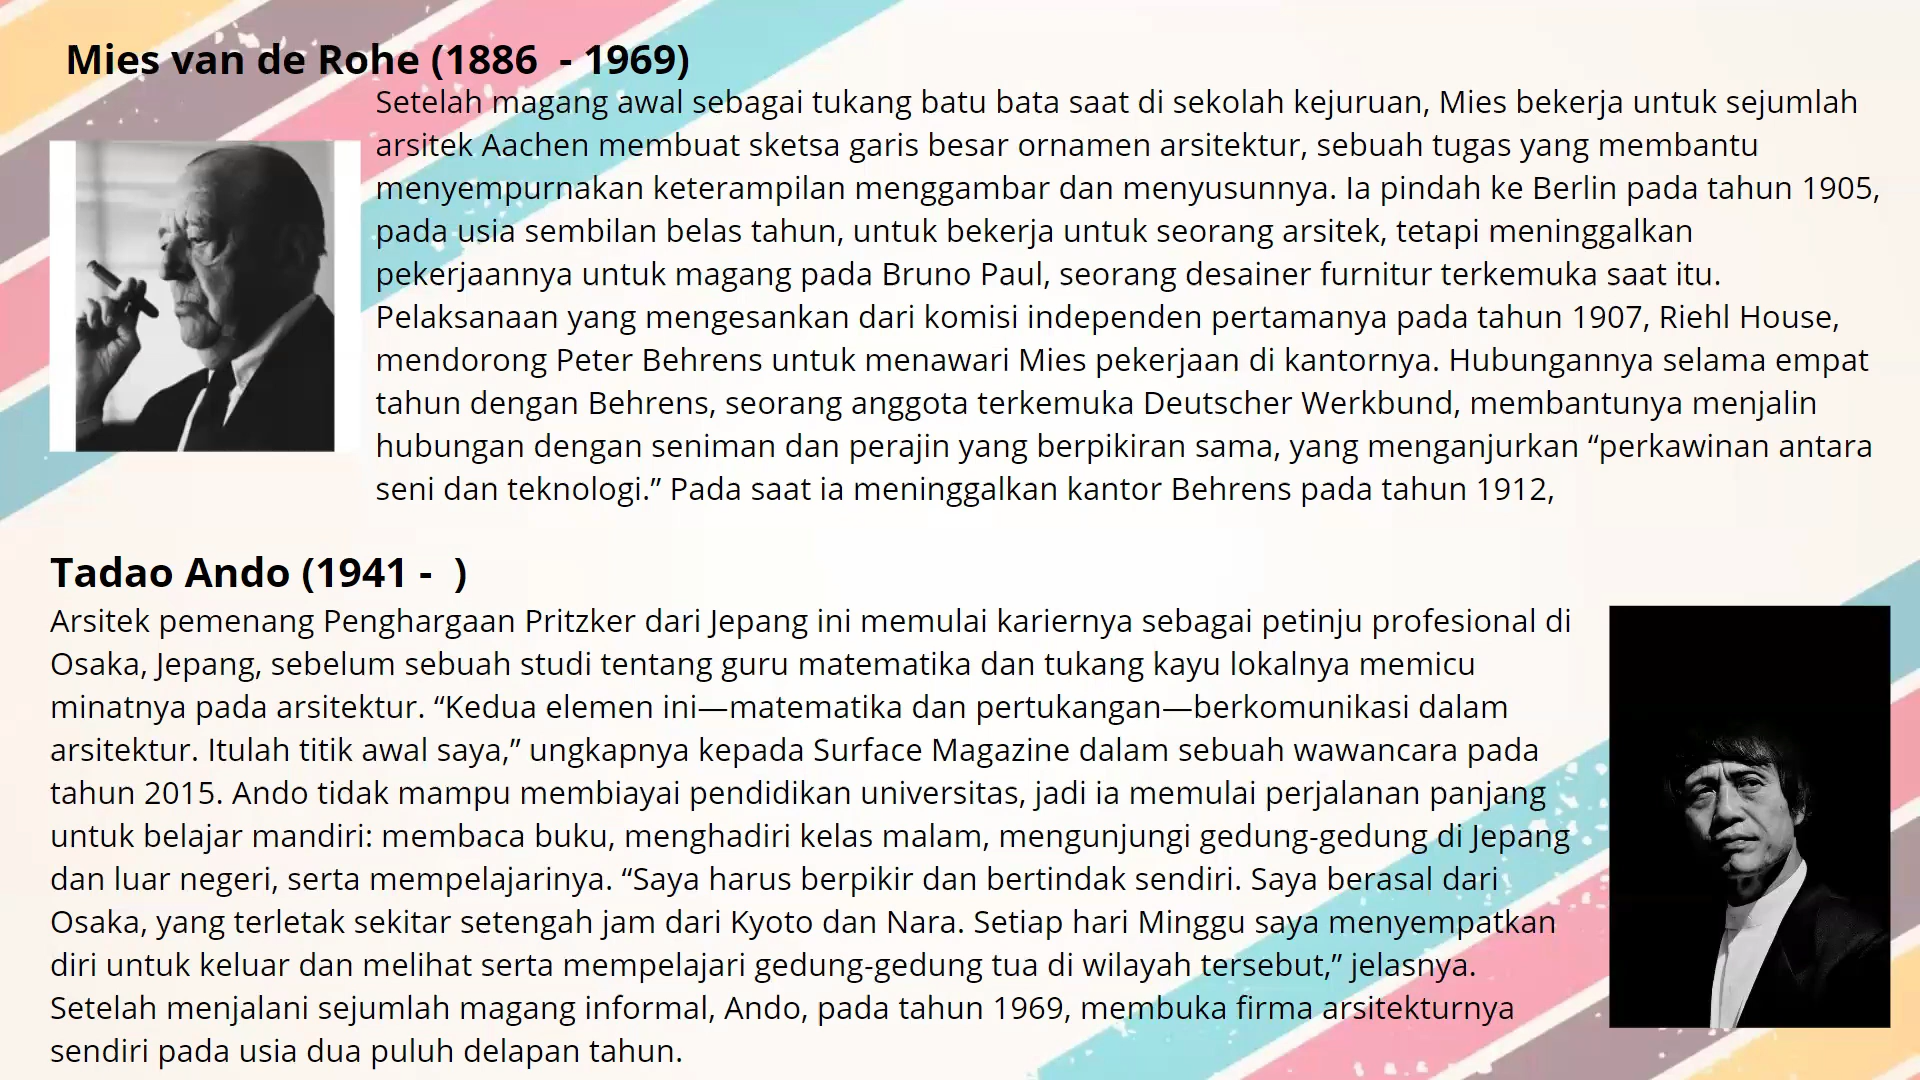 Mies van de Rohe (1886  - 1969)
Setelah magang awal sebagai tukang batu bata saat di sekolah kejuruan, Mies bekerja untuk sejumlah
arsitek Aachen membuat sketsa garis besar ornamen arsitektur, sebuah tugas yang membantu
menyempurnakan keterampilan menggambar dan menyusunnya. Ia pindah ke Berlin pada tahun 1905,
pada usia sembilan belas tahun, untuk bekerja untuk seorang arsitek, tetapi meninggalkan
pekerjaannya untuk magang pada Bruno Paul, seorang desainer furnitur terkemuka saat itu.
Pelaksanaan yang mengesankan dari komisi independen pertamanya pada tahun 1907, Riehl House,
mendorong Peter Behrens untuk menawari Mies pekerjaan di kantornya. Hubungannya selama empat
tahun dengan Behrens, seorang anggota terkemuka Deutscher Werkbund, membantunya menjalin
hubungan dengan seniman dan perajin yang berpikiran sama, yang menganjurkan “perkawinan antara
seni dan teknologi.” Pada saat ia meninggalkan kantor Behrens pada tahun 1912,
Tadao Ando (1941 -  )
Arsitek pemenang Penghargaan Pritzker dari Jepang ini memulai kariernya sebagai petinju profesional di
Osaka, Jepang, sebelum sebuah studi tentang guru matematika dan tukang kayu lokalnya memicu
minatnya pada arsitektur. “Kedua elemen ini—matematika dan pertukangan—berkomunikasi dalam
arsitektur. Itulah titik awal saya,” ungkapnya kepada Surface Magazine dalam sebuah wawancara pada
tahun 2015. Ando tidak mampu membiayai pendidikan universitas, jadi ia memulai perjalanan panjang
untuk belajar mandiri: membaca buku, menghadiri kelas malam, mengunjungi gedung-gedung di Jepang
dan luar negeri, serta mempelajarinya. “Saya harus berpikir dan bertindak sendiri. Saya berasal dari
Osaka, yang terletak sekitar setengah jam dari Kyoto dan Nara. Setiap hari Minggu saya menyempatkan
diri untuk keluar dan melihat serta mempelajari gedung-gedung tua di wilayah tersebut,” jelasnya.
Setelah menjalani sejumlah magang informal, Ando, pada tahun 1969, membuka firma arsitekturnya
sendiri pada usia dua puluh delapan tahun.